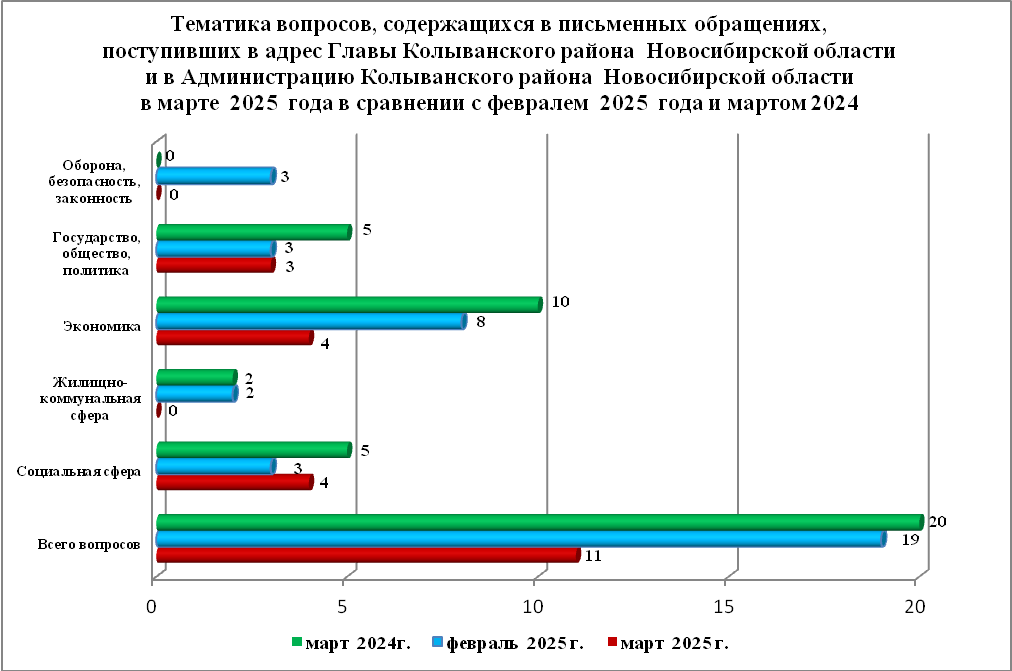 Тематика вопросов, содержащихся в письменных обращениях,
поступивших в адрес Главы Колыванского района Новосибирской области
и в Администрацию Колыванского района Новосибирской области
в марте 2025 года в сравнении с февралем 2025 года и мартом 2024
Оборона,
безопасность,
законность
0
3
0
Государство,
общество,
политика
5
3
3
Экономика
10
8
4
Жилищно-
коммунальная
сфера
2
2
0
Социальная сфера
5
3
4
Всего вопросов
20
19
11
0 5 10 15 20
март 2024г. февраль 2025г. март 2025г.